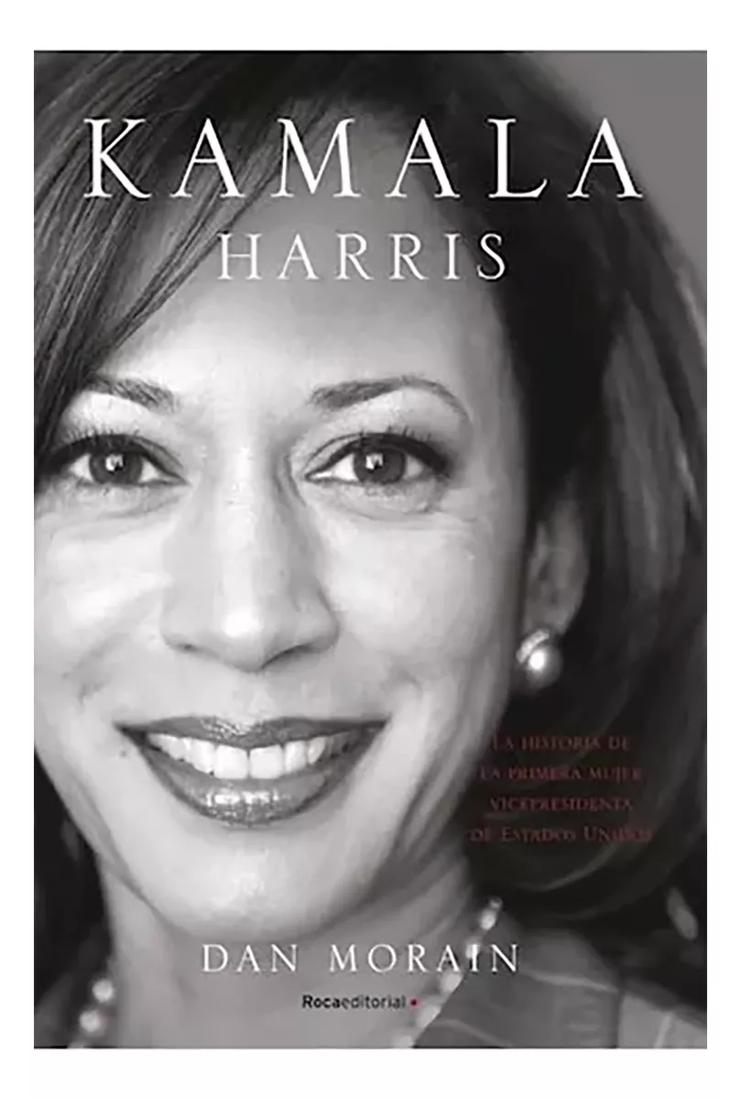 KAMALA
HARRIS
LA HISTORIA DE
LA PRIMERA MUJER
VICEPRESIDENTA
DE ESTADOS UNIDOS
DAN MORAIN
Rocaeditorial